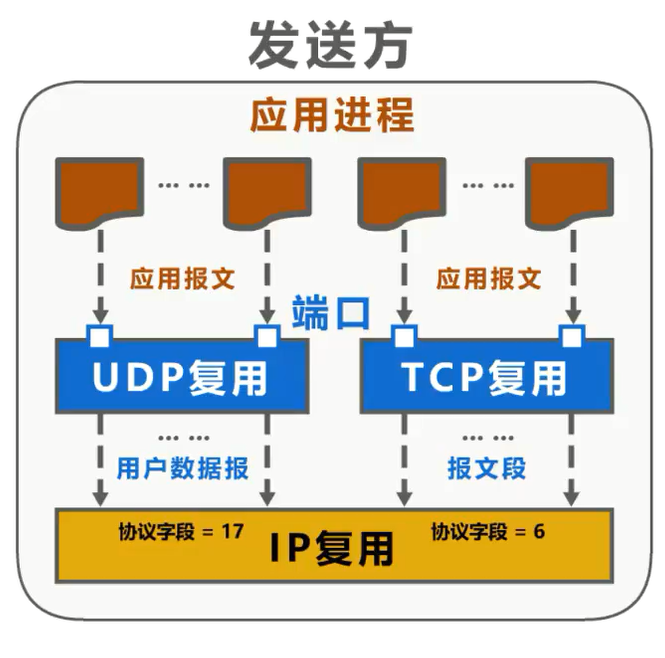 发送方
应用进程
... ... ... ...
应用报文 应用报文
端口
UDP复用 TCP复用
... ... ... ...
用户数据报 报文段
协议字段 = 17 IP复用 协议字段 = 6